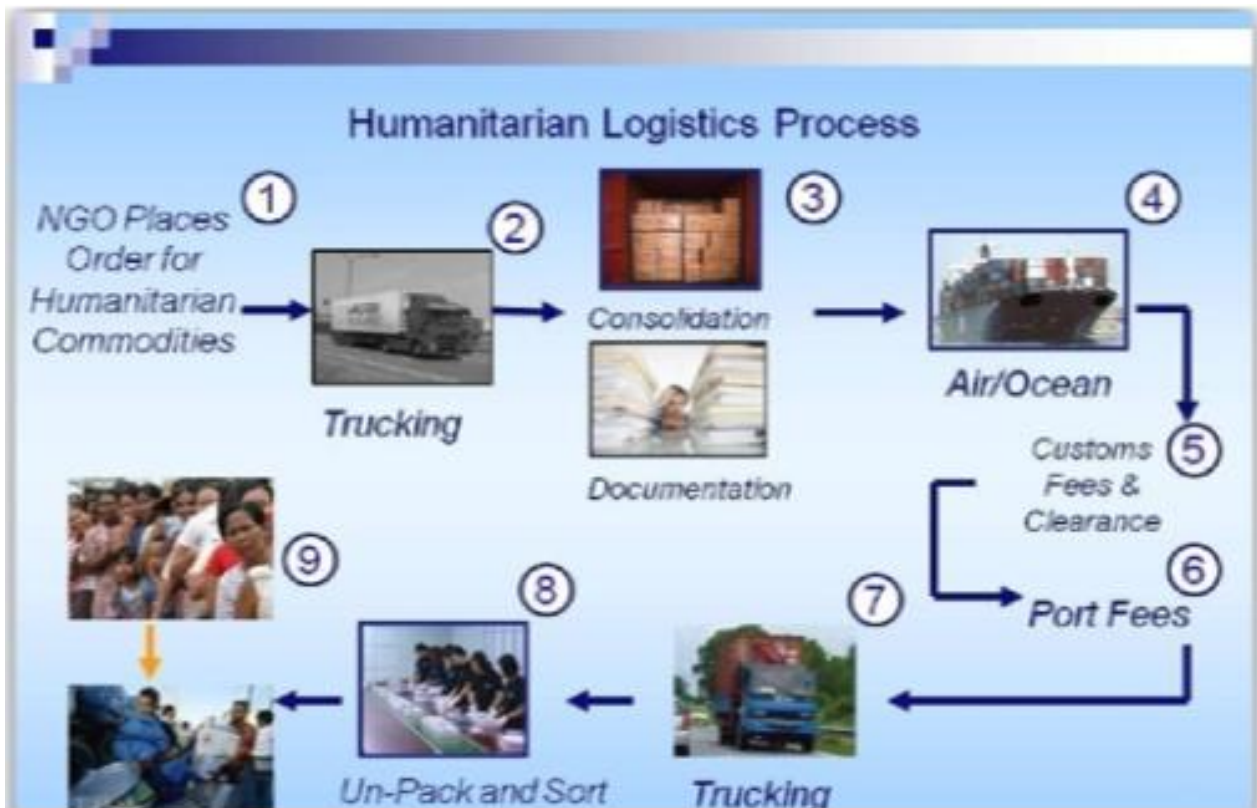 Humanitarian Logistics Process
1
NGO Places
Order for
Humanitarian
Commodities
2
Trucking
3
Consolidation
Documentation
4
Air/Ocean
5
Customs
Fees &
Clearance
6
Port Fees
7
Trucking
8
Un-Pack and Sort
9